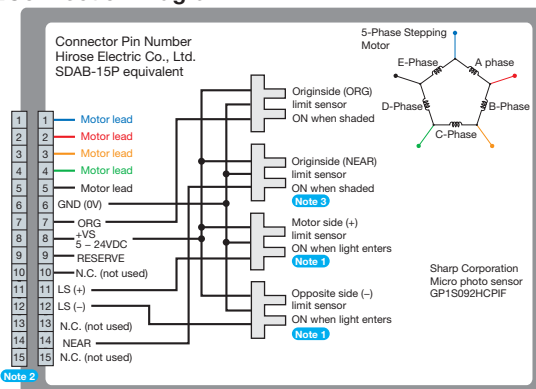 Connector Pin Number
Hirose Electric Co., Ltd.
SDAB-15P equivalent
5-Phase Stepping
Motor
E-Phase
A phase
D-Phase
B-Phase
C-Phase
1 1 Motor lead
2 2 Motor lead
3 3 Motor lead
4 4 Motor lead
5 5 Motor lead
6 6 GND (0V)
7 7 ORG
8 8 +VS
5 – 24VDC
9 9 RESERVE
10 10 N.C. (not used)
11 11 LS (+)
12 12 LS (–)
13 13 N.C. (not used)
14 14 NEAR
15 15 N.C. (not used)
Note 2
Originside (ORG)
limit sensor
ON when shaded
Originside (NEAR)
limit sensor
ON when shaded
Note 3
Motor side (+)
limit sensor
ON when light enters
Note 1
Opposite side (–)
limit sensor
ON when light enters
Note 1
Sharp Corporation
Micro photo sensor
GP1S092HCPIF